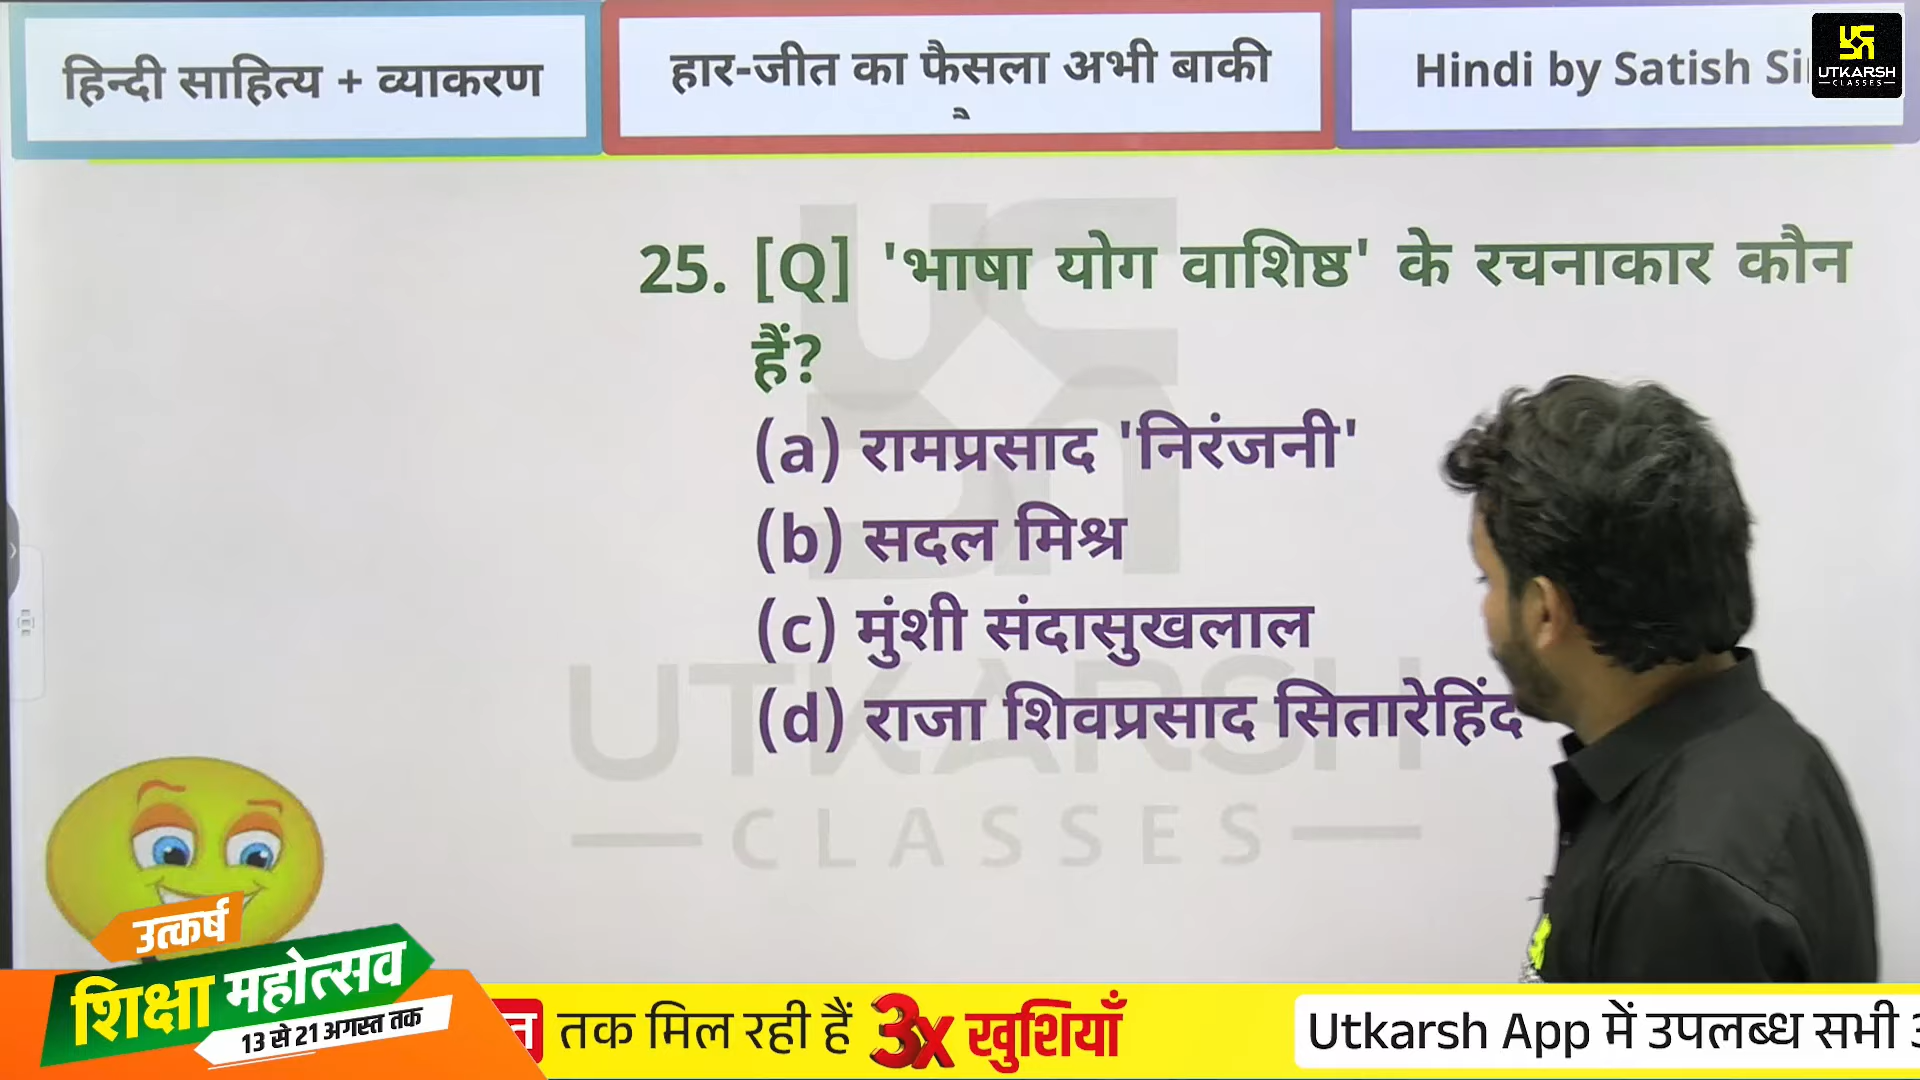 हिन्दी साहित्य + व्याकरण
हार-जीत का फैसला अभी बाकी
Hindi by Satish
UTKARSH
CLASSES
25. [Q] 'भाषा योग वाशिष्ठ' के रचनाकार कौन
हैं?
(a) रामप्रसाद 'निरंजनी'
(b) सदल मिश्र
(c) मुंशी संदासुखलाल
(d) राजा शिवप्रसाद सितारेहिंद
UTKARSH
CLASSES
उत्कर्ष
शिक्षा महोत्सव
13 से 21 अगस्त तक
तक मिल रही हैं 3x खुशियाँ
Utkarsh App में उपलब्ध सभी